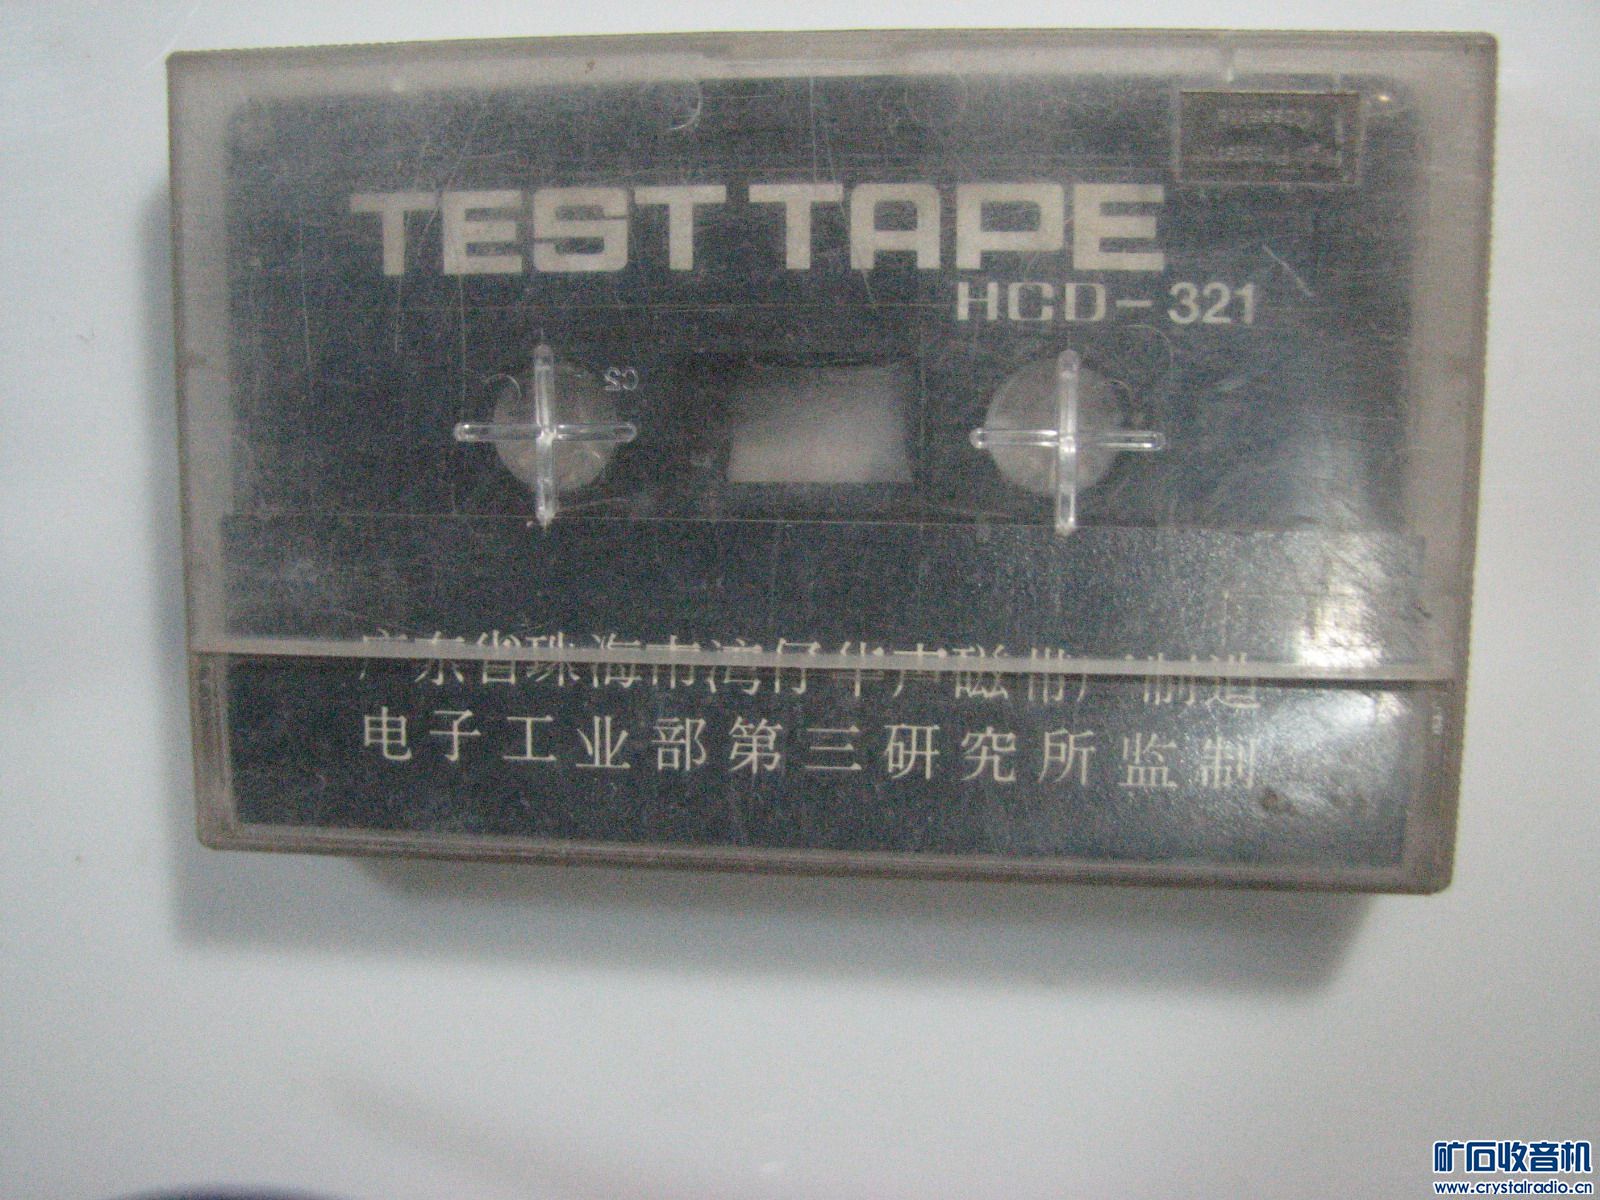 TEST TAPE
HCD-321
广东省珠海市湾仔华声磁带厂制造
电子工业部第三研究所监制
矿石收音机
www.crystalradio.cn